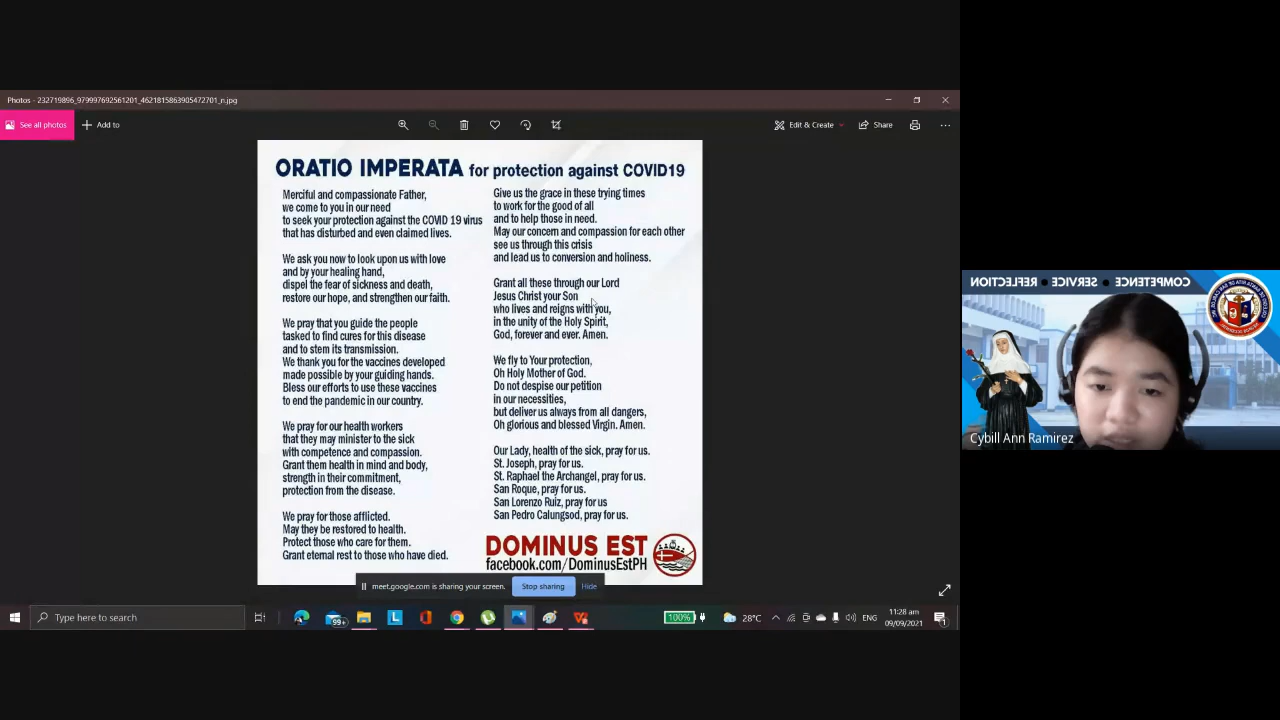 Photos - 232719896_979997692561201_4621815863905472701_n.jpg
See all photos
Add to
Edit & Create
Share
ORATIO IMPERATA for protection against COVID19
Merciful and compassionate Father,
we come to you in our need
to seek your protection against the COVID 19 virus
that has disturbed and even claimed lives.
We ask you now to look upon us with love
and by your healing hand,
dispel the fear of sickness and death,
restore our hope, and strengthen our faith.
We pray that you guide the people
tasked to find cures for this disease
and to stem its transmission.
We thank you for the vaccines developed
made possible by your guiding hands.
Bless our efforts to use these vaccines
to end the pandemic in our country.
We pray for our health workers
that they may minister to the sick
with competence and compassion.
Grant them health in mind and body,
strength in their commitment,
protection from the disease.
We pray for those afflicted.
May they be restored to health.
Protect those who care for them.
Grant eternal rest to those who have died.
Give us the grace in these trying times
to work for the good of all
and to help those in need.
May our concern and compassion for each other
see us through this crisis
and lead us to conversion and holiness.
Grant all these through our Lord
Jesus Christ your Son
who lives and reigns with you,
in the unity of the Holy Spirit,
God, forever and ever. Amen.
We fly to Your protection,
Oh Holy Mother of God.
Do not despise our petition
in our necessities,
but deliver us always from all dangers,
Oh glorious and blessed Virgin. Amen.
Our Lady, health of the sick, pray for us.
St. Joseph, pray for us.
St. Raphael the Archangel, pray for us.
San Roque, pray for us.
San Lorenzo Ruiz, pray for us
San Pedro Calungsod, pray for us.
DOMINUS EST
facebook.com/DominusEstPH
meet.google.com is sharing your screen.
Stop sharing
Hide
Type here to search
99+
100%
28°C
ENG
11:28 am
09/09/2021
COMPETENCE • SERVICE • REFLECTION
Cybill Ann Ramirez